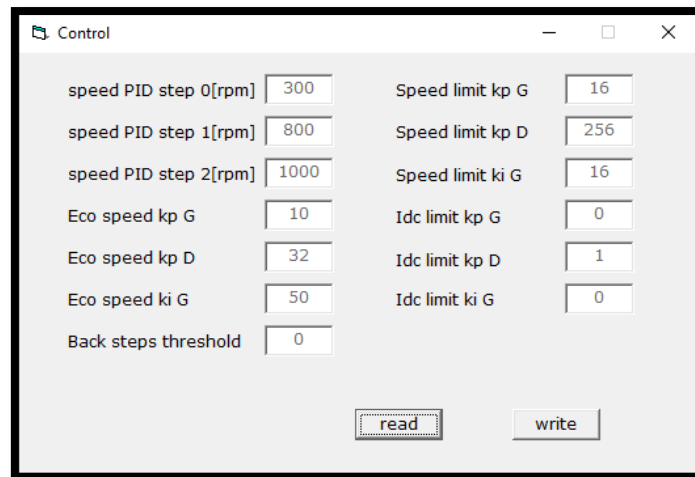 Control
speed PID step 0[rpm] 300 Speed limit kp G 16
speed PID step 1[rpm] 800 Speed limit kp D 256
speed PID step 2[rpm] 1000 Speed limit ki G 16
Eco speed kp G 10 Idc limit kp G 0
Eco speed kp D 32 Idc limit kp D 1
Eco speed ki G 50 Idc limit ki G 0
Back steps threshold 0
read write